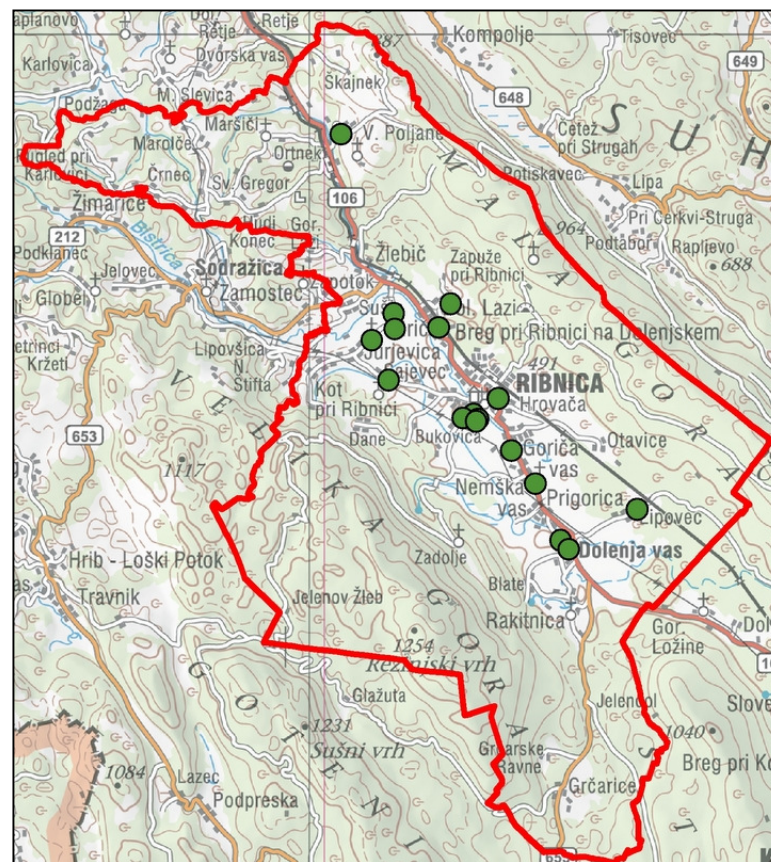 Retje
Kompolje
Tisovec
Retje
Dvorska vas
649
Karlovica
Škajnek
M. Slevica
648
Podžaga
Maršiči
V. Poljane
Četež
pri Strugah
S U H
Marolče
Ortnek
Črnec
Sv. Gregor
Potiskavec
Lipa
Karlovici
Žimarice
106
M A L A
Pri Cerkvi-Struga
212
Hudi
Konec
Gor.
964
Podtabor
Rapljevo
Podklanec
Bistrica
Žlebič
Zapuže
pri Ribnici
688
Jelovec
Sodražica
Globel
Zamostec
Lazi
Breg pri Ribnici na Dolenjskem
Kržeti
Lipovšica
491
G O R A
N. Štifta
RIBNICA
Kot
pri Ribnici
Hrovača
653
V E L I K A
Dane
Bukovica
Otavice
1117
Goriča
vas
Nemška
vas
Prigorica
Hrib - Loški Potok
Zadolje
Dolenja vas
Travnik
Blate
Jelenov Žleb
G O R A
Rakitnica
Gor.
Ložine
1254
G O T E N I
Glažuta
Jelendol
1231
Sušni vrh
1040
Grčarske
Ravne
Breg pri
1084
Lazec
Grčarice
Podpreska